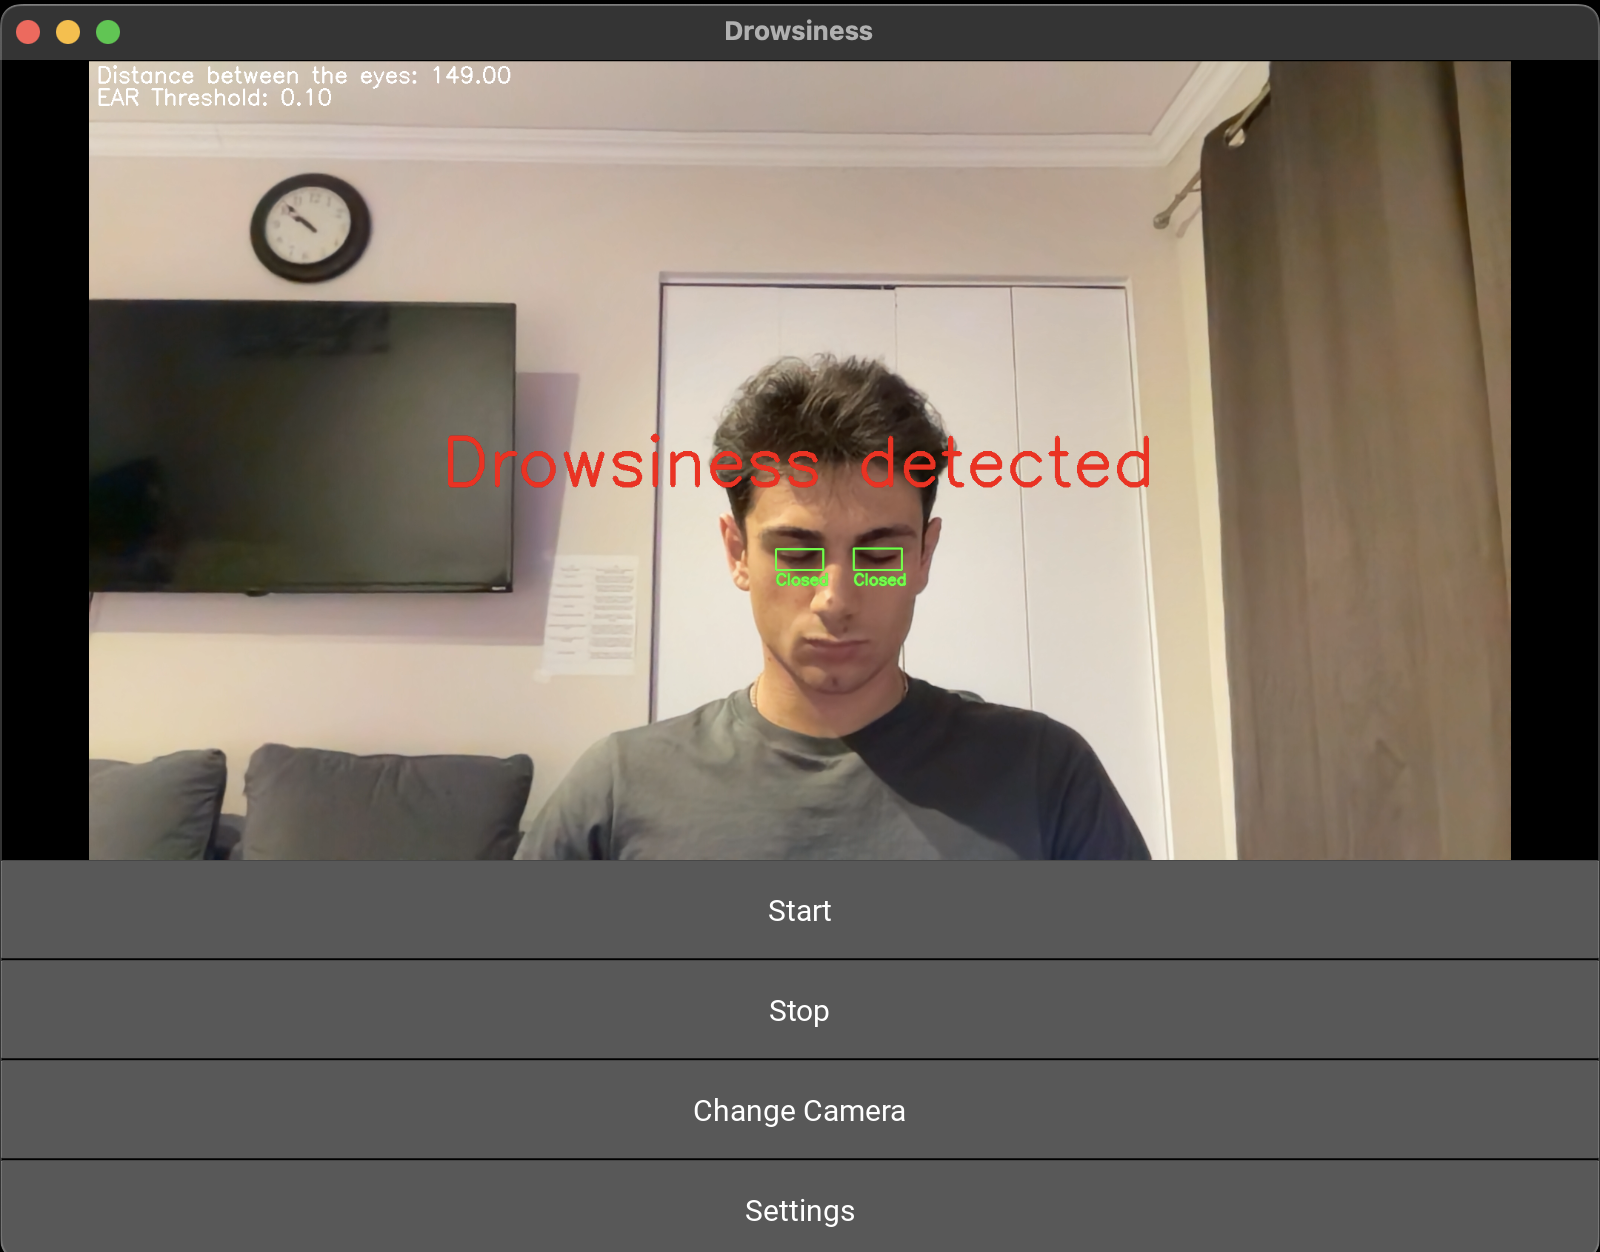 Drowsiness
Distance between the eyes: 149.00
EAR Threshold: 0.10
Drowsiness detected
Closed
Closed
Start
Stop
Change Camera
Settings